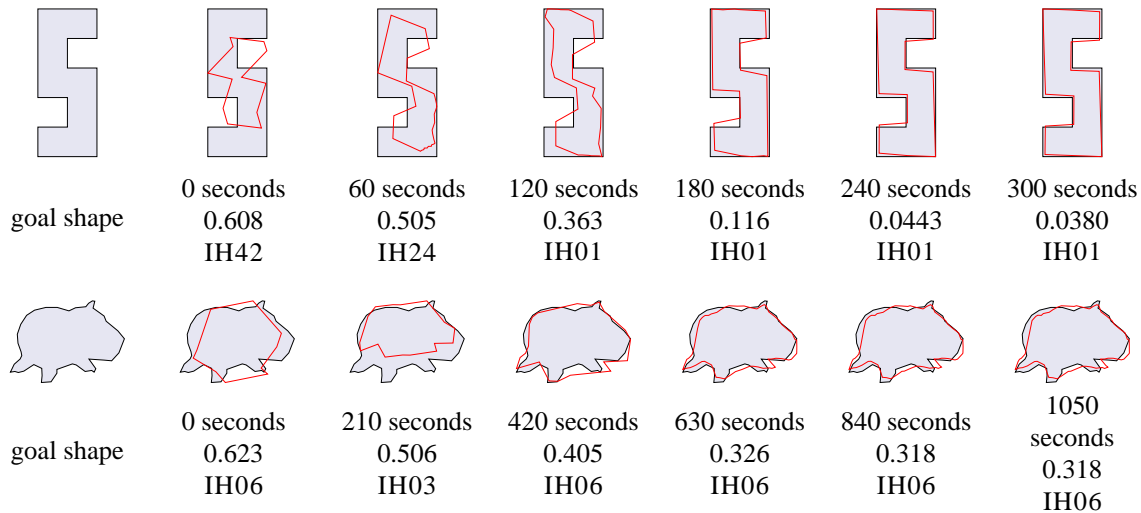 goal shape
0 seconds
0.608
IH42
60 seconds
0.505
IH24
120 seconds
0.363
IH01
180 seconds
0.116
IH01
240 seconds
0.0443
IH01
300 seconds
0.0380
IH01
goal shape
0 seconds
0.623
IH06
210 seconds
0.506
IH03
420 seconds
0.405
IH06
630 seconds
0.326
IH06
840 seconds
0.318
IH06
1050
seconds
0.318
IH06